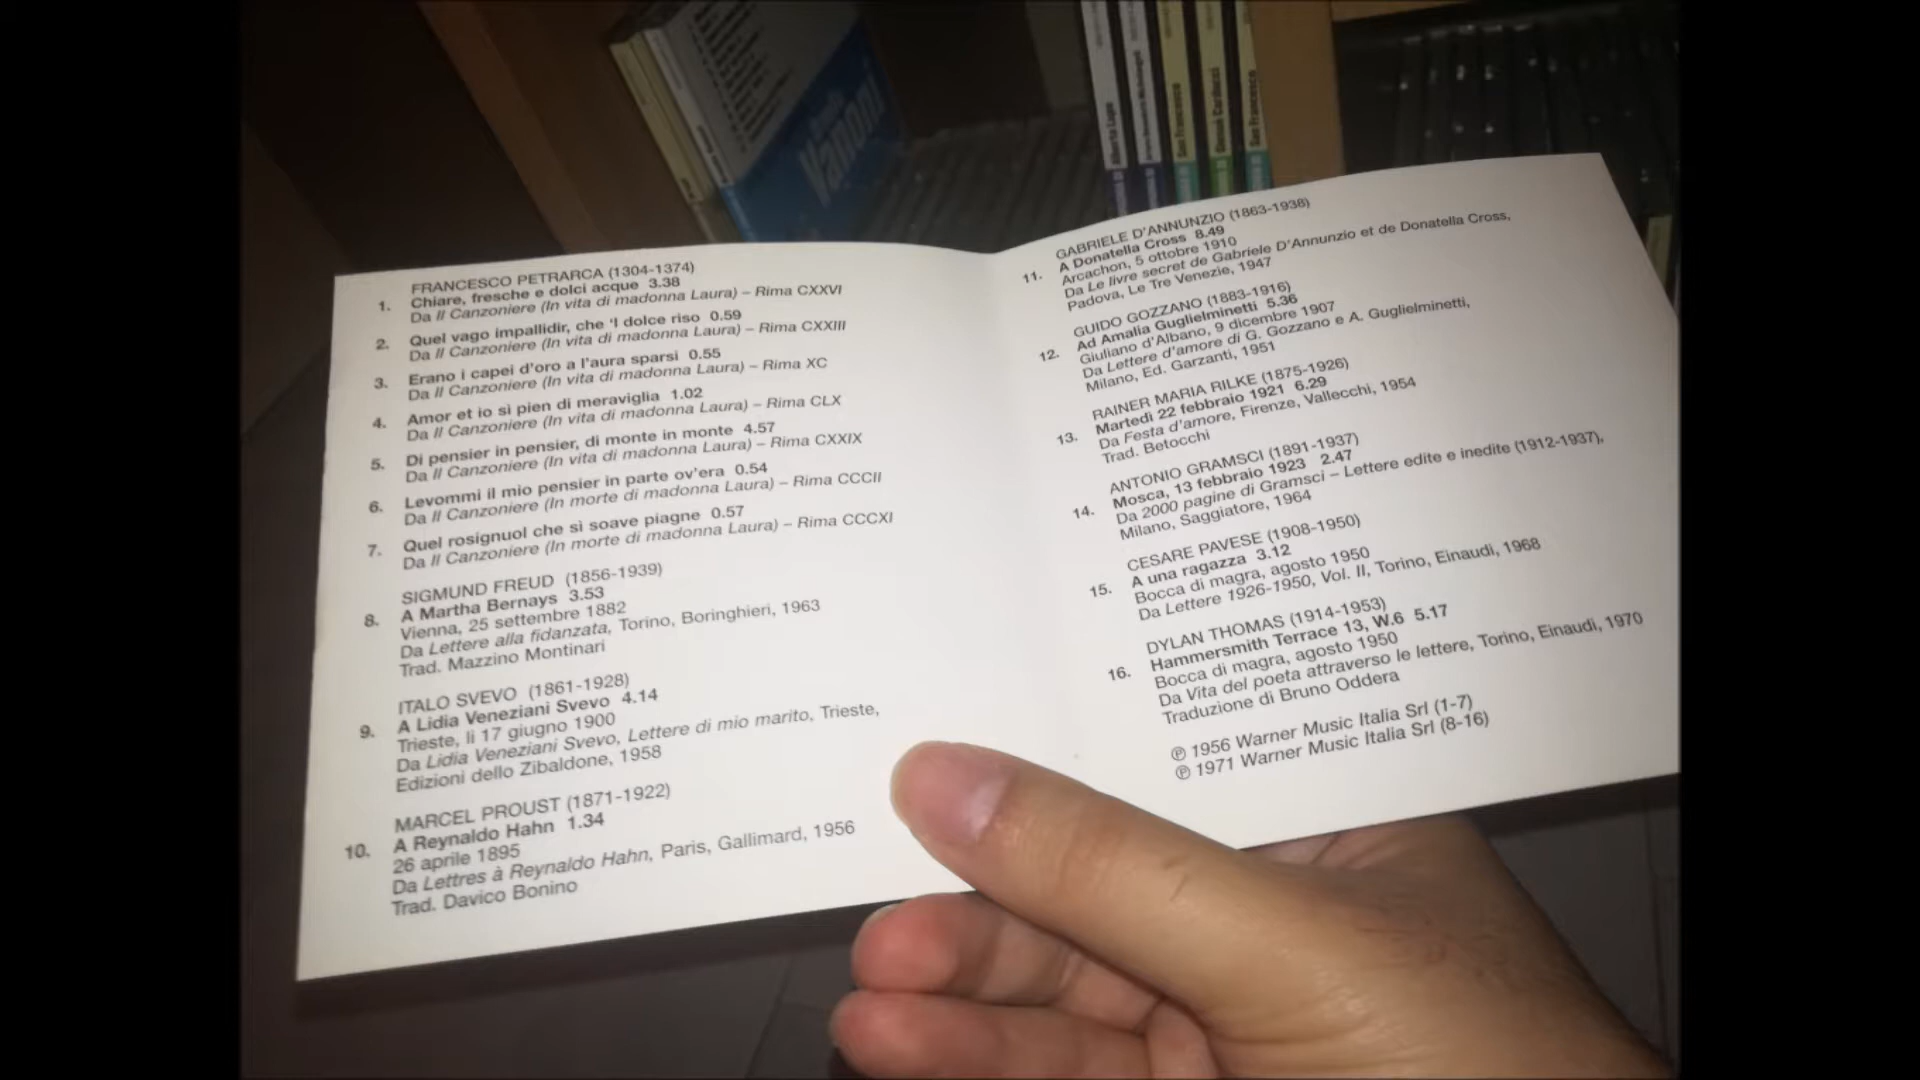 Vanoni
Alberto Lupo
San Francesco
Giosuè Carducci
San Francesco
FRANCESCO PETRARCA (1304-1374)
1. Chiare, fresche e dolci acque 3.38
Da Il Canzoniere (In vita di madonna Laura) – Rima CXXVI
2. Quel vago impallidir, che 'l dolce riso 0.59
Da Il Canzoniere (In vita di madonna Laura) – Rima CXXIII
3. Erano i capei d'oro a l'aura sparsi 0.55
Da Il Canzoniere (In vita di madonna Laura) – Rima XC
4. Amor et io sì pien di meraviglia 1.02
Da Il Canzoniere (In vita di madonna Laura) – Rima CLX
5. Di pensier in pensier, di monte in monte 4.57
Da Il Canzoniere (In vita di madonna Laura) – Rima CXXIX
6. Levommi il mio pensier in parte ov'era 0.54
Da Il Canzoniere (In morte di madonna Laura) – Rima CCCII
7. Quel rosignuol che sì soave piagne 0.57
Da Il Canzoniere (In morte di madonna Laura) – Rima CCCXI
SIGMUND FREUD (1856-1939)
8. A Martha Bernays 3.53
Vienna, 25 settembre 1882
Da Lettere alla fidanzata, Torino, Boringhieri, 1963
Trad. Mazzino Montinari
ITALO SVEVO (1861-1928)
9. A Lidia Veneziani Svevo 4.14
Trieste, li 17 giugno 1900
Da Lidia Veneziani Svevo, Lettere di mio marito, Trieste,
Edizioni dello Zibaldone, 1958
MARCEL PROUST (1871-1922)
10. A Reynaldo Hahn 1.34
26 aprile 1895
Da Lettres à Reynaldo Hahn, Paris, Gallimard, 1956
Trad. Davico Bonino
GABRIELE D'ANNUNZIO (1863-1938)
11. A Donatella Cross 8.49
Arcachon, 5 ottobre 1910
Da Le livre secret de Gabriele D'Annunzio et de Donatella Cross,
Padova, Le Tre Venezie, 1947
GUIDO GOZZANO (1883-1916)
12. Ad Amalia Guglielminetti 5.36
Giuliano d'Albano, 9 dicembre 1907
Da Lettere d'amore di G. Gozzano e A. Guglielminetti,
Milano, Ed. Garzanti, 1951
RAINER MARIA RILKE (1875-1926)
13. Martedì 22 febbraio 1921 6.29
Da Festa d'amore, Firenze, Vallecchi, 1954
Trad. Betocchi
ANTONIO GRAMSCI (1891-1937)
14. Mosca, 13 febbraio 1923 2.47
Da 2000 pagine di Gramsci – Lettere edite e inedite (1912-1937),
Milano, Saggiatore, 1964
CESARE PAVESE (1908-1950)
15. A una ragazza 3.12
Bocca di magra, agosto 1950
Da Lettere 1926-1950, Vol. II, Torino, Einaudi, 1968
DYLAN THOMAS (1914-1953)
16. Hammersmith Terrace 13, W.6 5.17
Bocca di magra, agosto 1950
Da Vita del poeta attraverso le lettere, Torino, Einaudi, 1970
Traduzione di Bruno Oddera
℗ 1956 Warner Music Italia Srl (1-7)
℗ 1971 Warner Music Italia Srl (8-16)